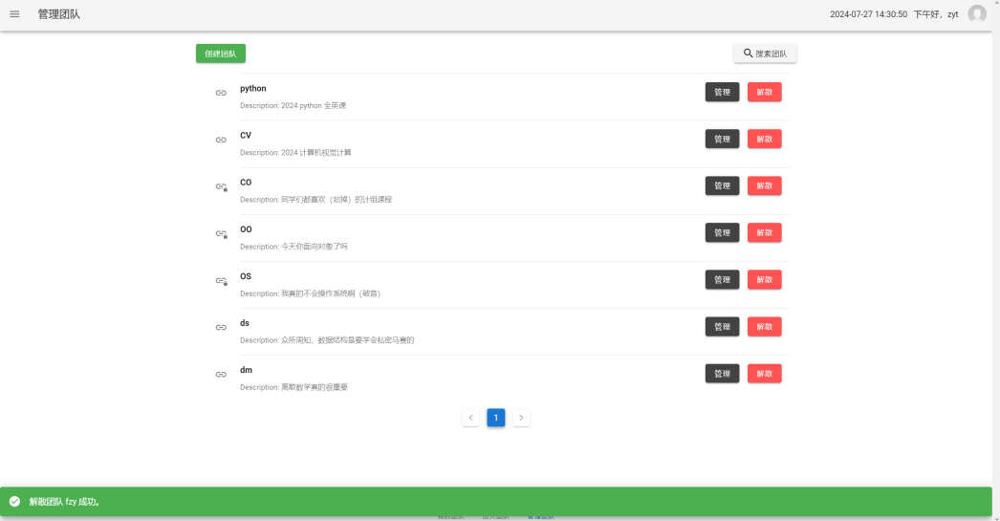 管理团队
2024-07-27 14:30:50 下午好，zyt
创建团队
搜索团队
python
管理 解散
Description: 2024 python 全英课
CV
管理 解散
Description: 2024 计算机视觉计算
CO
管理 解散
Description: 同学们都喜欢（划掉）的计组课程
OO
管理 解散
Description: 今天你面向对象了吗
OS
管理 解散
Description: 我真的不会操作系统啊（破音）
ds
管理 解散
Description: 众所周知，数据结构是要学会私密马赛的
dm
管理 解散
Description: 离散数学真的很重要
1
解散团队 fzy 成功。
管理团队